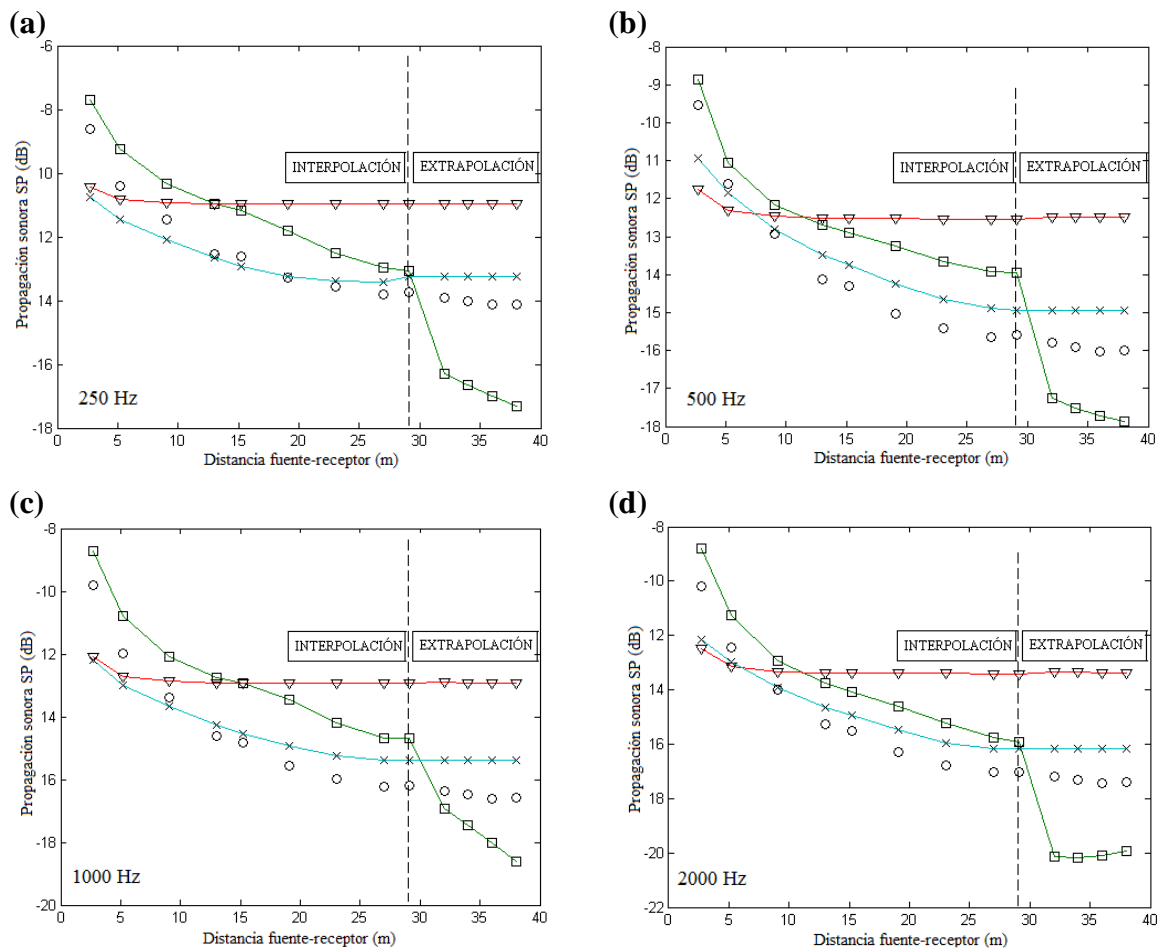 (a)
-6
-8
10
12
14
-16
-18
Propagación sonora SP (dB)
INTERPOLACIÓN
EXTRAPOLACIÓN
250 Hz
0 5 10 15 20 25 30 35 40
Distancia fuente-receptor (m)
(b)
-8
-9
-10
11
12
13
14
15
-16
-17
-18
Propagación sonora SP (dB)
INTERPOLACIÓN
EXTRAPOLACIÓN
500 Hz
0 5 10 15 20 25 30 35 40
Distancia fuente-receptor (m)
(c)
-8
-10
12
14
16
-18
-20
Propagación sonora SP (dB)
INTERPOLACIÓN
EXTRAPOLACIÓN
1000 Hz
0 5 10 15 20 25 30 35 40
Distancia fuente-receptor (m)
(d)
-8
-10
12
14
16
-18
-20
-22
Propagación sonora SP (dB)
INTERPOLACIÓN
EXTRAPOLACIÓN
2000 Hz
0 5 10 15 20 25 30 35 40
Distancia fuente-receptor (m)